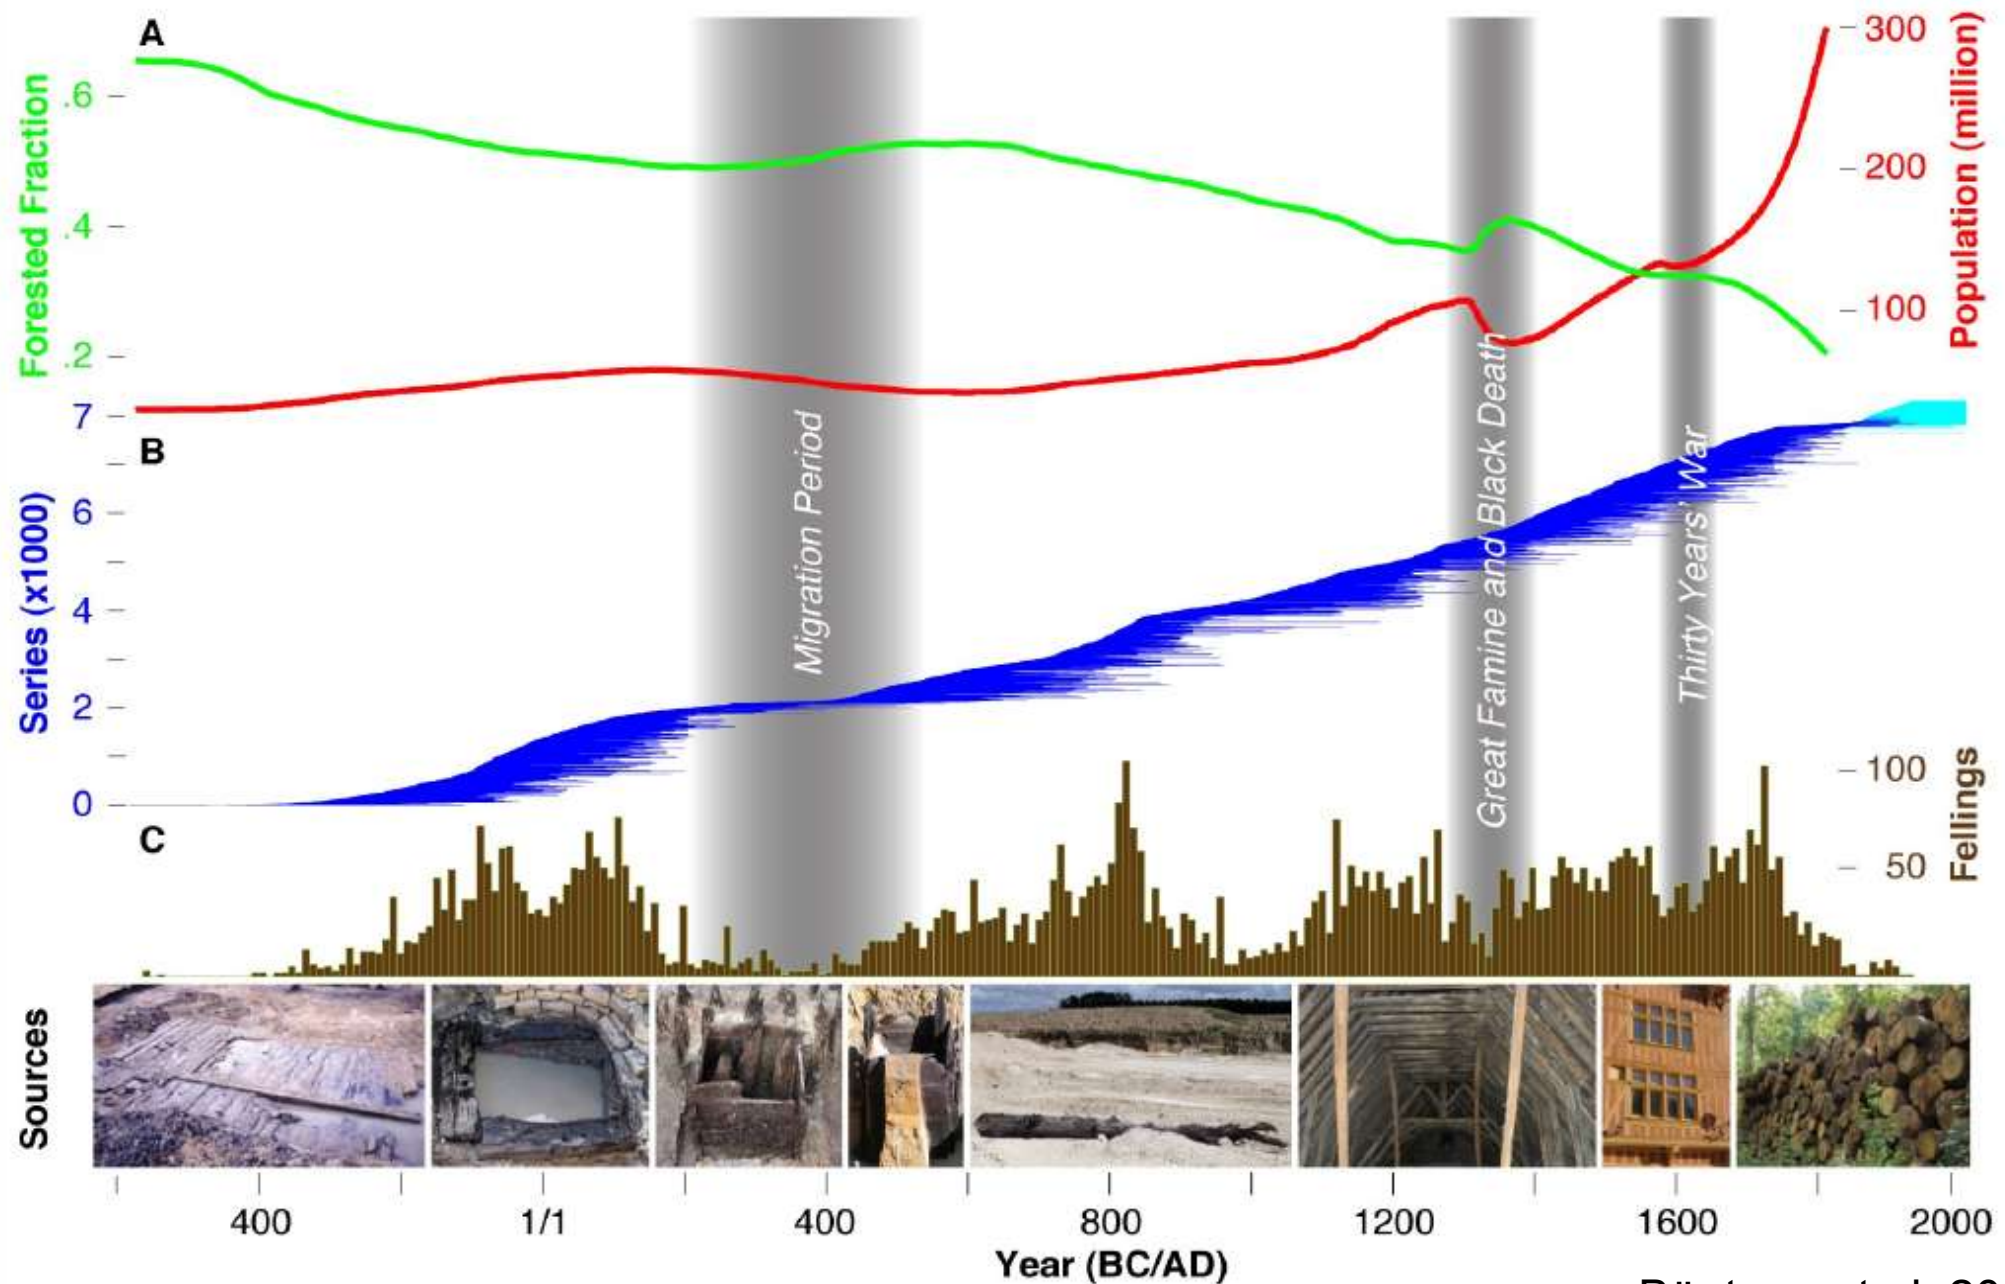 A
Forested Fraction
.6
.4
.2
300
200
100
Population (million)
B
Series (x1000)
7
6
4
2
0
Migration Period
Great Famine and Black Death
Thirty Years' War
C
100
50
Fellings
Sources
400
1/1
400
800
1200
1600
2000
Year (BC/AD)